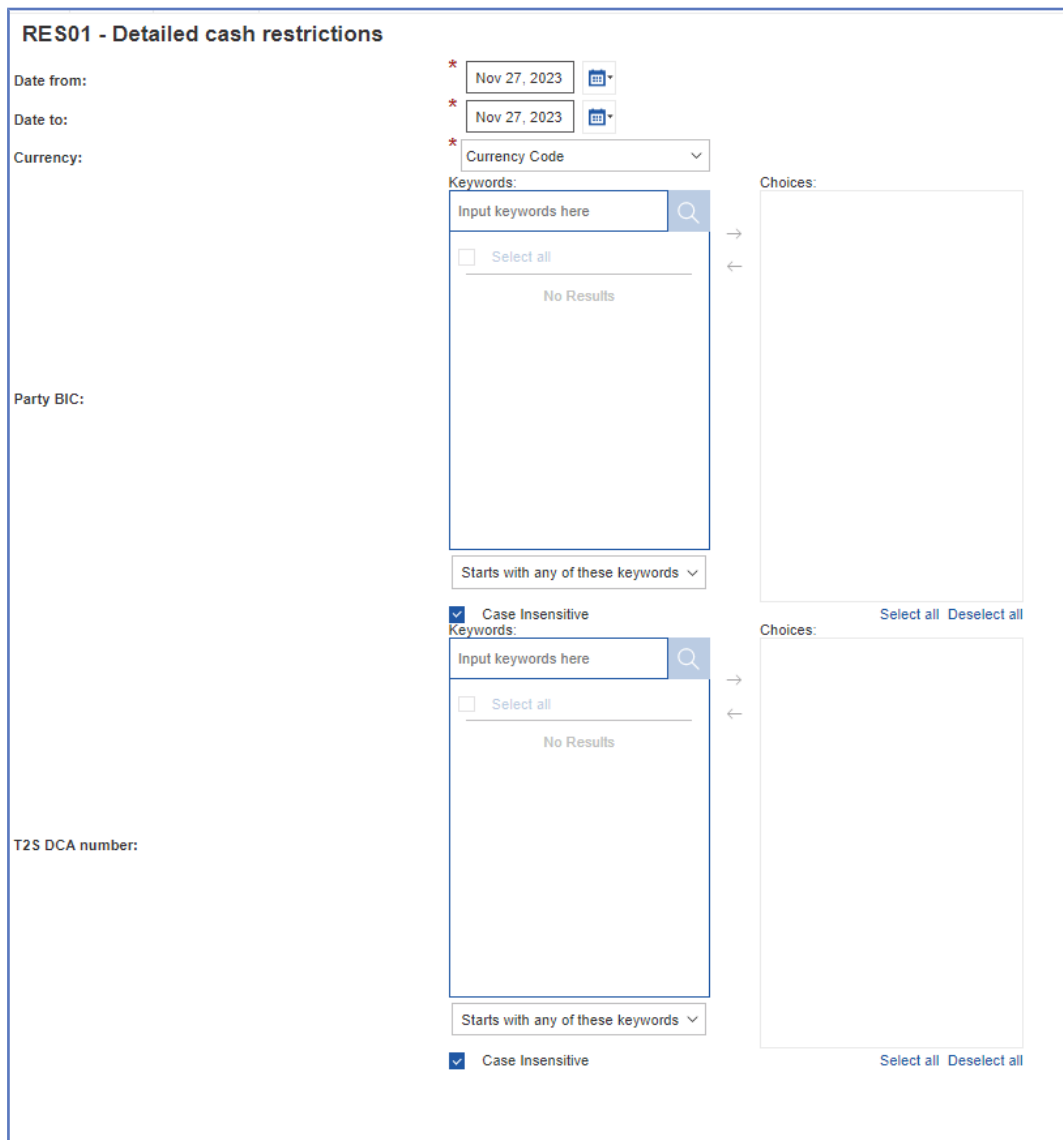 RES01 - Detailed cash restrictions
Date from:
* Nov 27, 2023
Date to:
* Nov 27, 2023
Currency:
* Currency Code
Keywords:
Choices:
Input keywords here
Select all
No Results
Party BIC:
Starts with any of these keywords
Case Insensitive
Select all Deselect all
Keywords:
Choices:
Input keywords here
Select all
No Results
T2S DCA number:
Starts with any of these keywords
Case Insensitive
Select all Deselect all